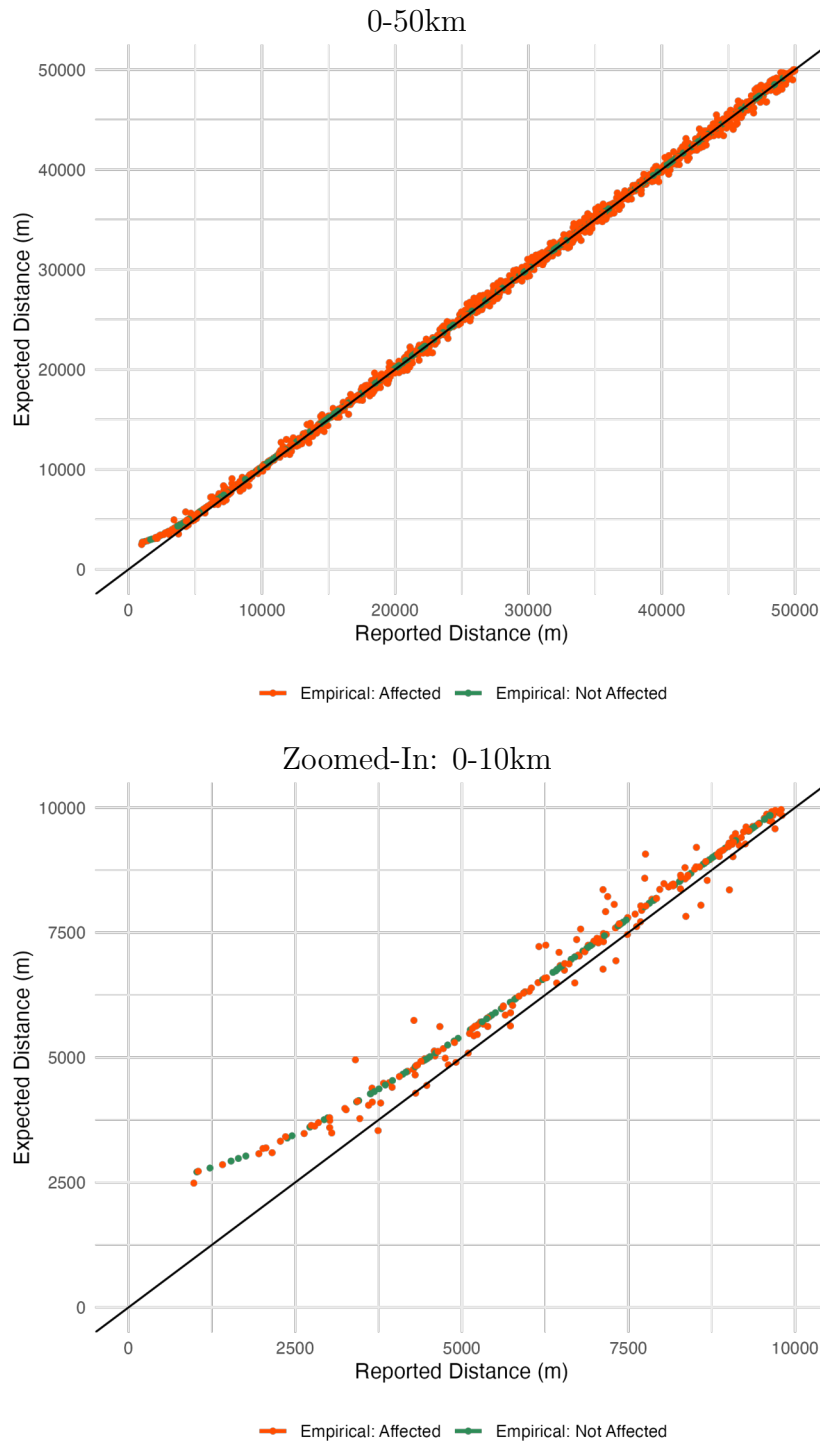 0-50km
50000
40000
30000
20000
10000
0
Expected Distance (m)
0 10000 20000 30000 40000 50000
Reported Distance (m)
Empirical: Affected Empirical: Not Affected
Zoomed-In: 0-10km
10000
7500
5000
2500
0
Expected Distance (m)
0 2500 5000 7500 10000
Reported Distance (m)
Empirical: Affected Empirical: Not Affected